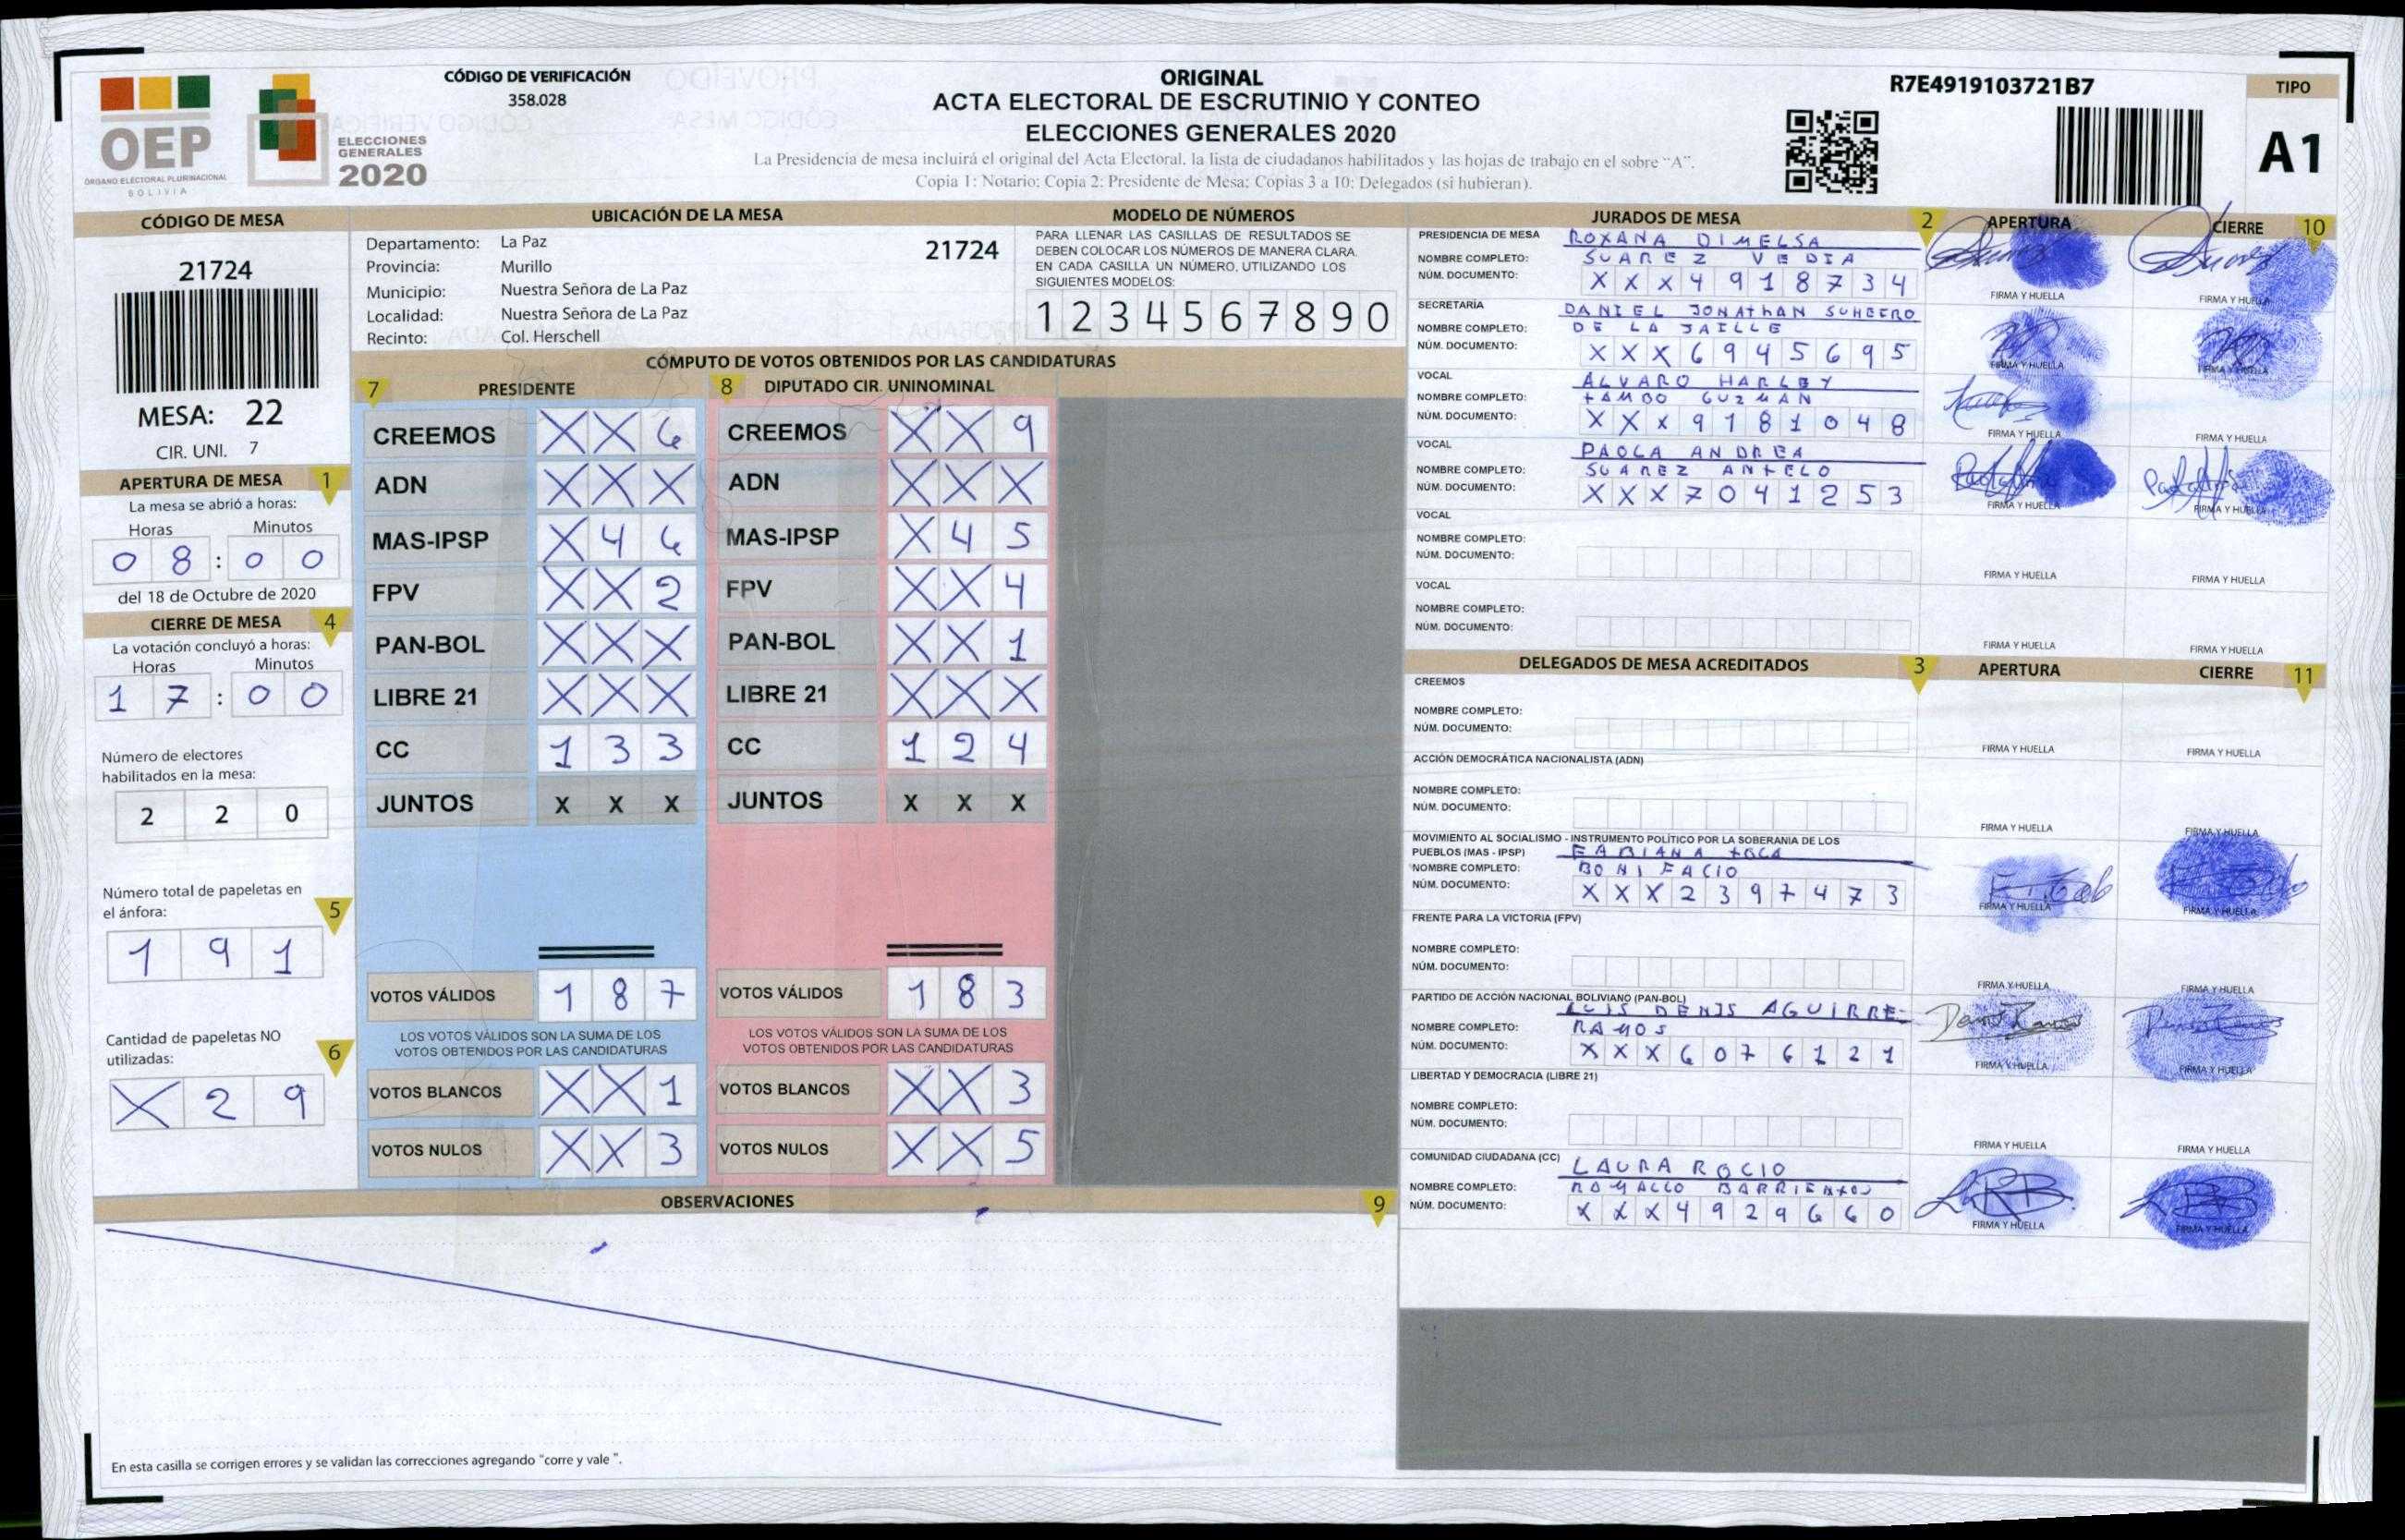 CÓDIGO DE VERIFICACIÓN
358.028
ORIGINAL
ACTA ELECTORAL DE ESCRUTINIO Y CONTEO
ELECCIONES GENERALES 2020
La Presidencia de mesa incluirá el original del Acta Electoral, la lista de ciudadanos habilitados y las hojas de trabajo en el sobre "A".
Copia 1: Notario; Copia 2: Presidente de Mesa; Copias 3 a 10: Delegados (si hubieran).
R7E4919103721B7
TIPO
A1
OEP
ÓRGANO ELECTORAL PLURINACIONAL
BOLIVIA
ELECCIONES
GENERALES
2020
CÓDIGO DE MESA
21724
MESA: 22
CIR. UNI. 7
UBICACIÓN DE LA MESA
Departamento: La Paz
21724
Provincia: Murillo
Municipio: Nuestra Señora de La Paz
Localidad: Nuestra Señora de La Paz
Recinto: Col. Herschell
MODELO DE NÚMEROS
PARA LLENAR LAS CASILLAS DE RESULTADOS SE
DEBEN COLOCAR LOS NÚMEROS DE MANERA CLARA.
EN CADA CASILLA UN NÚMERO, UTILIZANDO LOS
SIGUIENTES MODELOS:
1 2 3 4 5 6 7 8 9 0
APERTURA DE MESA 1
La mesa se abrió a horas:
Horas Minutos
0 8 : 0 0
del 18 de Octubre de 2020
CIERRE DE MESA 4
La votación concluyó a horas:
Horas Minutos
1 7 : 0 0
Número de electores
habilitados en la mesa:
2 2 0
Número total de papeletas en
el ánfora: 5
1 9 1
Cantidad de papeletas NO
utilizadas: 6
X 2 9
CÓMPUTO DE VOTOS OBTENIDOS POR LAS CANDIDATURAS
7 PRESIDENTE
CREEMOS X X 6
ADN X X X
MAS-IPSP X 4 6
FPV X X 2
PAN-BOL X X X
LIBRE 21 X X X
CC 1 3 3
JUNTOS X X X
VOTOS VÁLIDOS 1 8 7
LOS VOTOS VÁLIDOS SON LA SUMA DE LOS
VOTOS OBTENIDOS POR LAS CANDIDATURAS
VOTOS BLANCOS X X 1
VOTOS NULOS X X 3
8 DIPUTADO CIR. UNINOMINAL
CREEMOS X X 9
ADN X X X
MAS-IPSP X 4 5
FPV X X 4
PAN-BOL X X 1
LIBRE 21 X X X
CC 1 2 4
JUNTOS X X X
VOTOS VÁLIDOS 1 8 3
LOS VOTOS VÁLIDOS SON LA SUMA DE LOS
VOTOS OBTENIDOS POR LAS CANDIDATURAS
VOTOS BLANCOS X X 3
VOTOS NULOS X X 5
OBSERVACIONES 9
En esta casilla se corrigen errores y se validan las correcciones agregando "corre y vale ".
JURADOS DE MESA 2 APERTURA CIERRE 10
PRESIDENCIA DE MESA ROXANA DIMELSA
NOMBRE COMPLETO: SUAREZ VEDIA
NÚM. DOCUMENTO: X X X 4 9 1 8 7 3 4
FIRMA Y HUELLA FIRMA Y HUELLA
SECRETARÍA DANIEL JONAthAN
NOMBRE COMPLETO: DE LA
NÚM. DOCUMENTO: X X X 6 9 4 5 6 9 5
FIRMA Y HUELLA FIRMA Y HUELLA
VOCAL ALVARO HARLEY
NOMBRE COMPLETO: tAMBO GUZMAN
NÚM. DOCUMENTO: X X X 9 1 8 1 0 4 8
FIRMA Y HUELLA FIRMA Y HUELLA
VOCAL PAOLA ANDREA
NOMBRE COMPLETO: SUAREZ ANtELO
NÚM. DOCUMENTO: X X X 7 0 4 1 2 5 3
FIRMA Y HUELLA FIRMA Y HUELLA
VOCAL
NOMBRE COMPLETO:
NÚM. DOCUMENTO:
FIRMA Y HUELLA FIRMA Y HUELLA
VOCAL
NOMBRE COMPLETO:
NÚM. DOCUMENTO:
FIRMA Y HUELLA FIRMA Y HUELLA
DELEGADOS DE MESA ACREDITADOS 3 APERTURA CIERRE 11
CREEMOS
NOMBRE COMPLETO:
NÚM. DOCUMENTO:
FIRMA Y HUELLA FIRMA Y HUELLA
ACCIÓN DEMOCRÁTICA NACIONALISTA (ADN)
NOMBRE COMPLETO:
NÚM. DOCUMENTO:
FIRMA Y HUELLA FIRMA Y HUELLA
MOVIMIENTO AL SOCIALISMO - INSTRUMENTO POLÍTICO POR LA SOBERANIA DE LOS
PUEBLOS (MAS - IPSP) FABIANA
NOMBRE COMPLETO: BONIFACIO
NÚM. DOCUMENTO: X X X 2 3 9 7 4 7 3
FIRMA Y HUELLA FIRMA Y HUELLA
FRENTE PARA LA VICTORIA (FPV)
NOMBRE COMPLETO:
NÚM. DOCUMENTO:
FIRMA Y HUELLA FIRMA Y HUELLA
PARTIDO DE ACCIÓN NACIONAL BOLIVIANO (PAN-BOL)
LUIS DENIS AGUIRRE
NOMBRE COMPLETO: RAMOS
NÚM. DOCUMENTO: X X X 6 0 7 6 1 2 1
FIRMA Y HUELLA FIRMA Y HUELLA
LIBERTAD Y DEMOCRACIA (LIBRE 21)
NOMBRE COMPLETO:
NÚM. DOCUMENTO:
FIRMA Y HUELLA FIRMA Y HUELLA
COMUNIDAD CIUDADANA (CC) LAURA ROCIO
NOMBRE COMPLETO: RAMALLO BARRIENtOS
NÚM. DOCUMENTO: X X X 4 9 2 9 6 6 0
FIRMA Y HUELLA FIRMA Y HUELLA